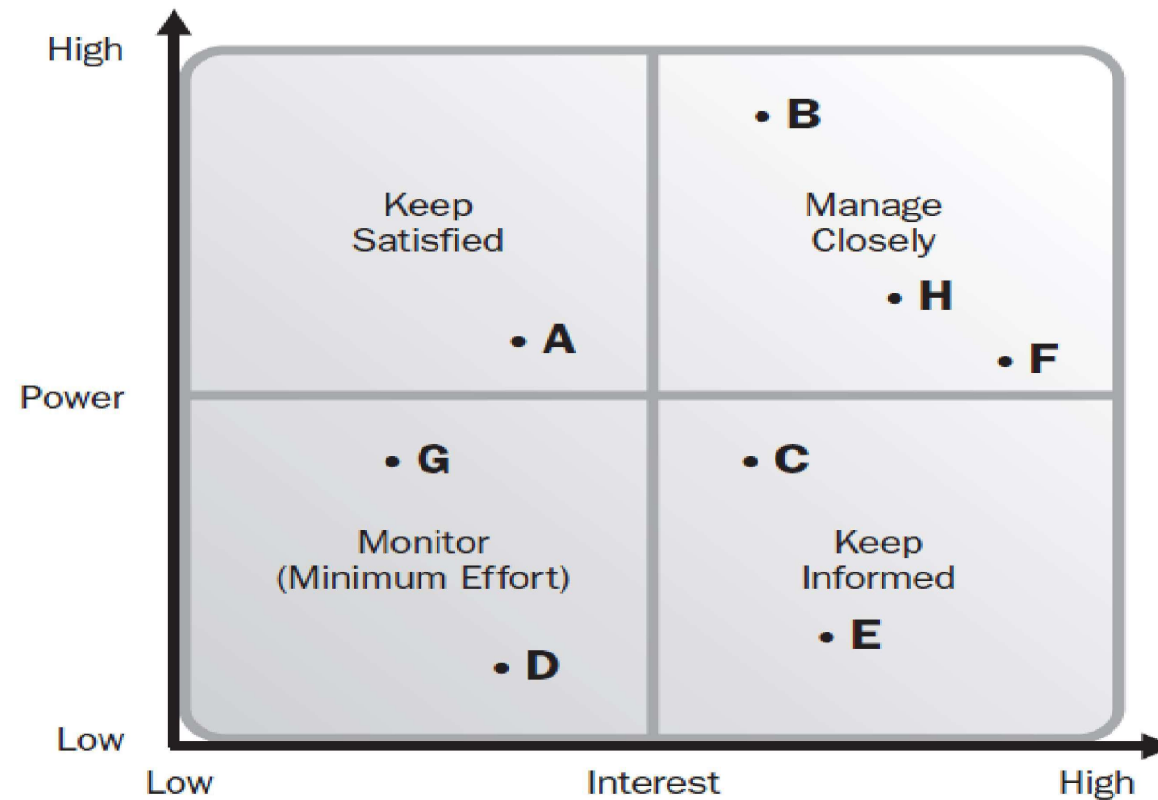 High
B
Keep
Satisfied
Manage
Closely
H
A
F
Power
G
C
Monitor
(Minimum Effort)
Keep
Informed
E
D
Low
Low
Interest
High